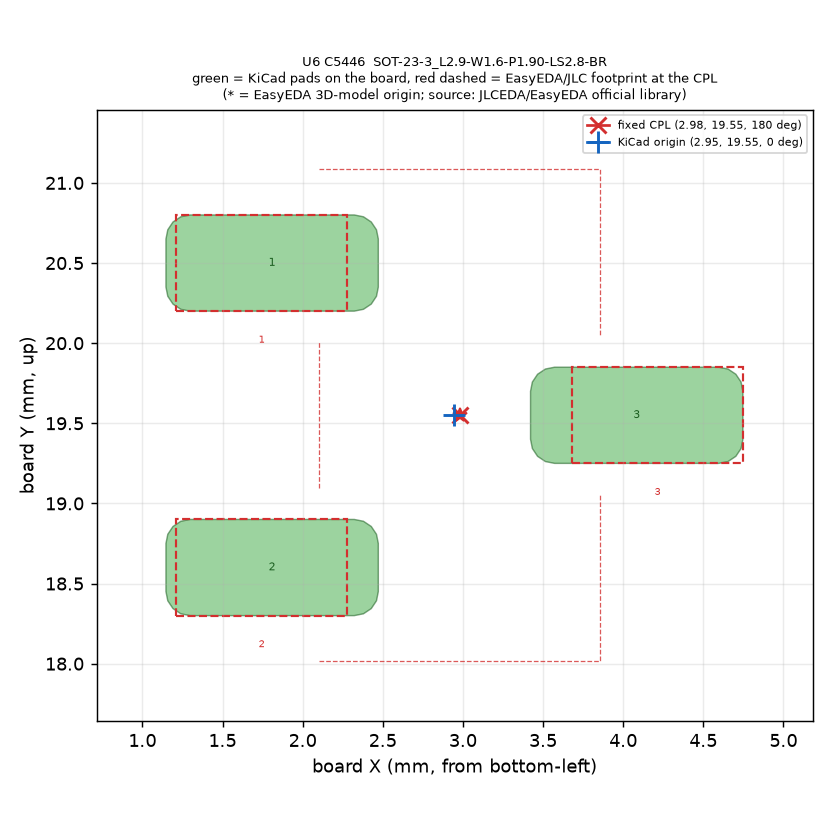 U6 C5446  SOT-23-3_L2.9-W1.6-P1.90-LS2.8-BR
green = KiCad pads on the board, red dashed = EasyEDA/JLC footprint at the CPL
(* = EasyEDA 3D-model origin; source: JLCEDA/EasyEDA official library)
fixed CPL (2.98, 19.55, 180 deg)
KiCad origin (2.95, 19.55, 0 deg)
21.0
20.5
20.0
19.5
19.0
18.5
18.0
board Y (mm, up)
1
1
3
3
2
2
1.0 1.5 2.0 2.5 3.0 3.5 4.0 4.5 5.0
board X (mm, from bottom-left)